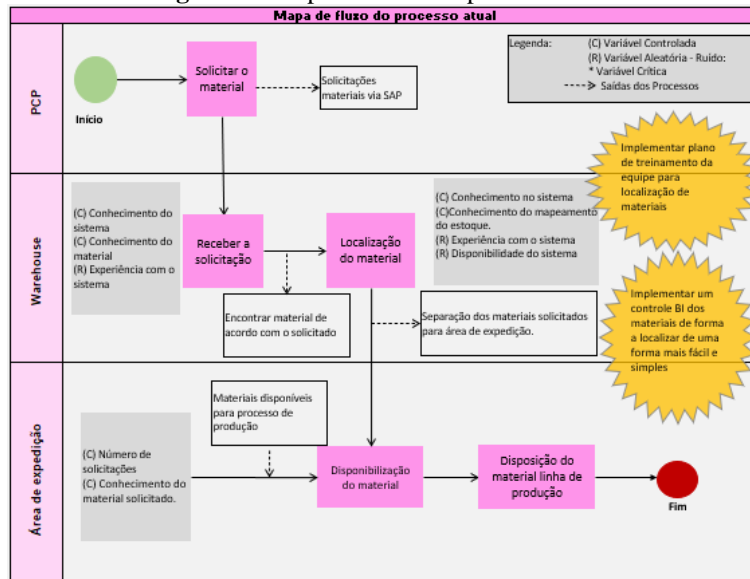 Mapa de fluxo do processo atual
PCP
Início
Solicitar o
material
Solicitações
materiais via SAP
Legenda:
(C) Variável Controlada
(R) Variável Aleatória - Ruído:
* Variável Crítica
Saídas dos Processos
Implementar plano
de treinamento da
equipe para
localização de
materiais
Warehouse
(C) Conhecimento do
sistema
(C) Conhecimento do
material
(R) Experiência com o
sistema
Receber a
solicitação
Localização
do material
(C) Conhecimento no sistema
(C)Conhecimento do mapeamento
do estoque.
(R) Experiência com o sistema
(R) Disponibilidade do sistema
Encontrar material de
acordo com o solicitado
Separação dos materiais solicitados
para área de expedição.
Implementar um
controle BI dos
materiais de forma
a localizar de uma
forma mais fácil e
simples
Área de expedição
Materiais disponíveis
para processo de
produção
(C) Número de
solicitações
(C) Conhecimento do
material solicitado.
Disponibilização
do material
Disposição do
material linha de
produção
Fim